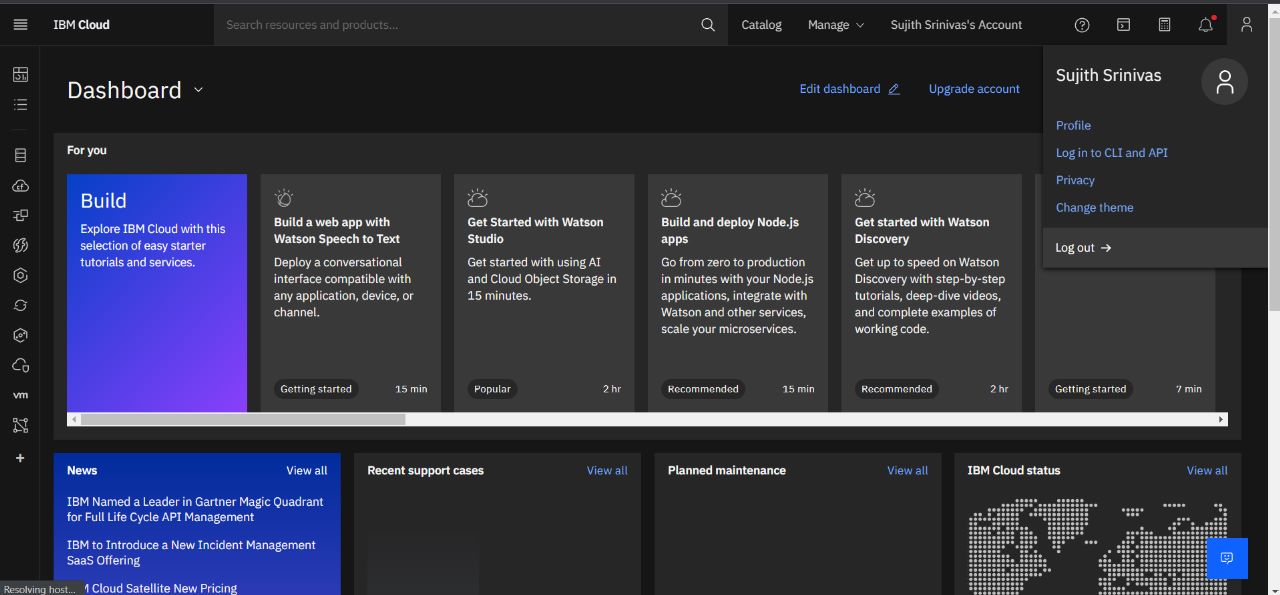 IBM Cloud
Search resources and products...
Catalog
Manage
Sujith Srinivas's Account
Sujith Srinivas
Profile
Log in to CLI and API
Privacy
Change theme
Log out →
Dashboard
Edit dashboard
Upgrade account
For you
Build
Explore IBM Cloud with this
selection of easy starter
tutorials and services.
Build a web app with
Watson Speech to Text
Deploy a conversational
interface compatible with
any application, device, or
channel.
Getting started
15 min
Get Started with Watson
Studio
Get started with using AI
and Cloud Object Storage in
15 minutes.
Popular
2 hr
Build and deploy Node.js
apps
Go from zero to production
in minutes with your Node.js
applications, integrate with
Watson and other services,
scale your microservices.
Recommended
15 min
Get started with Watson
Discovery
Get up to speed on Watson
Discovery with step-by-step
tutorials, deep-dive videos,
and complete examples of
working code.
Recommended
2 hr
Getting started
7 min
vm
News
View all
IBM Named a Leader in Gartner Magic Quadrant
for Full Life Cycle API Management
IBM to Introduce a New Incident Management
SaaS Offering
M Cloud Satellite New Pricing
Recent support cases
View all
Planned maintenance
View all
IBM Cloud status
View all
Resolving host...